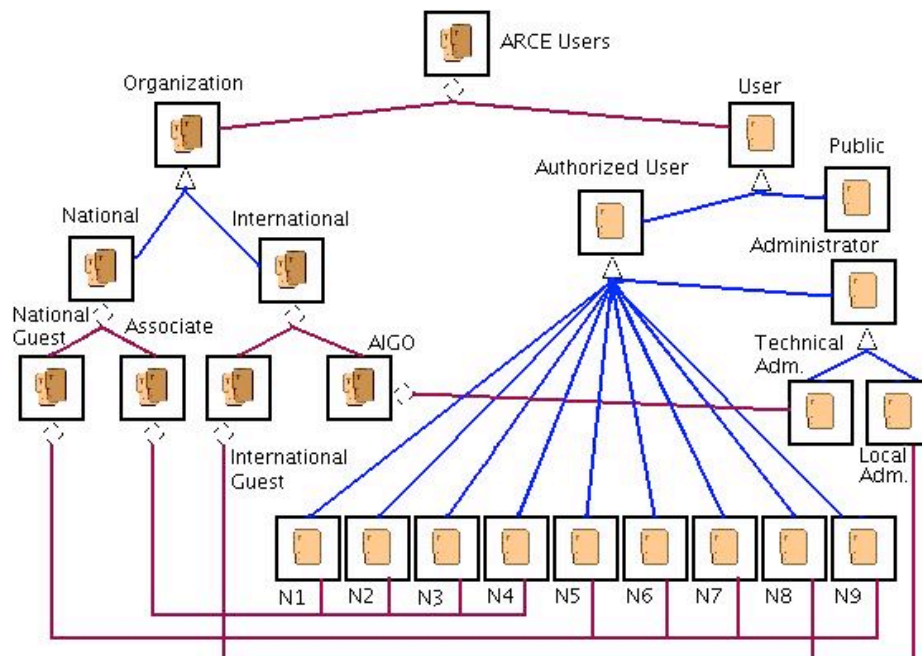 ARCE Users
Organization
User
Public
Authorized User
National
International
Administrator
National
Guest
Associate
AIGO
Technical
Adm.
International
Guest
Local
Adm.
N1
N2
N3
N4
N5
N6
N7
N8
N9